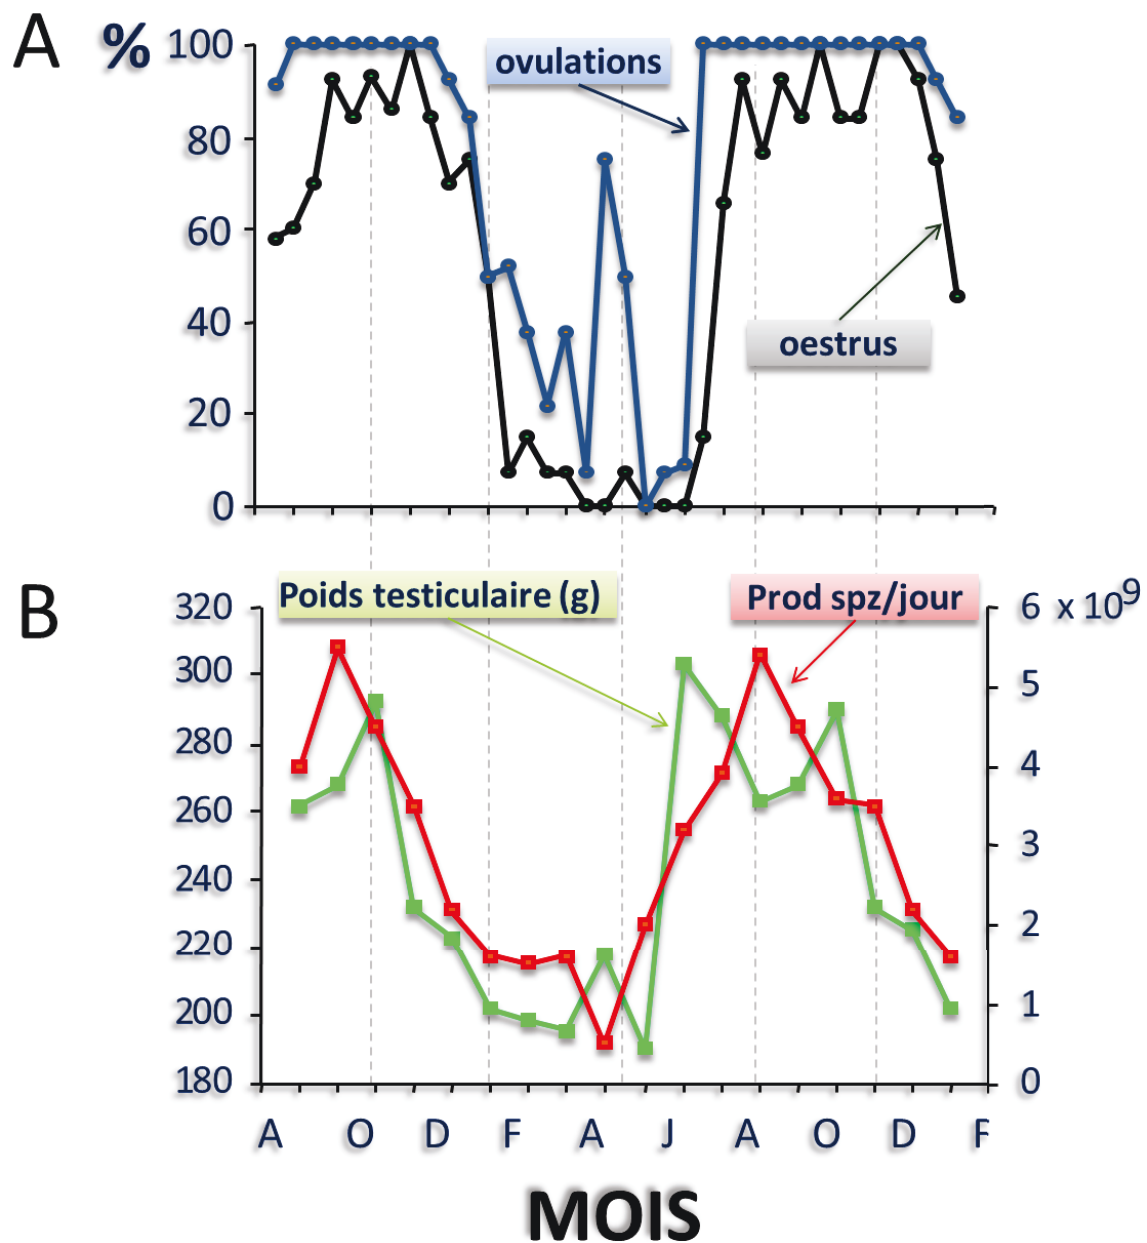 A
%
100
80
60
40
20
0
ovulations
oestrus
B
Poids testiculaire (g)
Prod spz/jour
320
300
280
260
240
220
200
180
6 x 10⁹
5
4
3
2
1
0
A O D F A J A O D F
MOIS